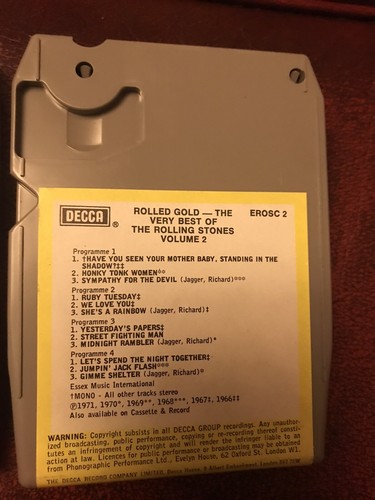 DECCA ®
ROLLED GOLD — THE
VERY BEST OF
THE ROLLING STONES
VOLUME 2
EROSC 2
Programme 1
1. †HAVE YOU SEEN YOUR MOTHER BABY, STANDING IN THE
SHADOW?‡‡
2. HONKY TONK WOMEN**
3. SYMPATHY FOR THE DEVIL (Jagger, Richard)***
Programme 2
1. RUBY TUESDAY‡
2. WE LOVE YOU‡
3. SHE'S A RAINBOW (Jagger, Richard)‡
Programme 3
1. YESTERDAY'S PAPERS‡
2. STREET FIGHTING MAN
3. MIDNIGHT RAMBLER (Jagger, Richard)*
Programme 4
1. LET'S SPEND THE NIGHT TOGETHER‡
2. JUMPIN' JACK FLASH***
3. GIMME SHELTER (Jagger, Richard)*
Essex Music International
†MONO - All other tracks stereo
℗1971, 1970*, 1969**, 1968***, 1967‡, 1966‡‡
Also available on Cassette & Record
WARNING: Copyright subsists in all DECCA GROUP recordings. Any unauthor-
ized broadcasting, public performance, copying or re-recording thereof consti-
tutes an infringement of copyright and will render the infringer liable to an
action at law. Licences for public performance or broadcasting may be obtained
from Phonographic Performance Ltd., Evelyn House, 62 Oxford St. London W1.
THE DECCA RECORD COMPANY LIMITED,